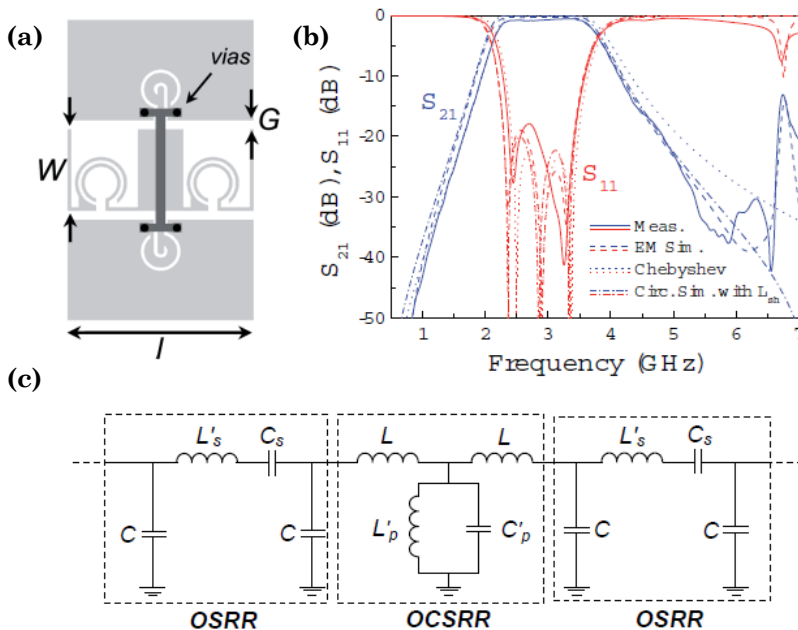 (a)
vias
G
W
l
(b)
S21 (dB), S11 (dB)
0
-10
-20
-30
-40
-50
S21
S11
Meas.
EM Sim.
Chebyshev
Circ.Sim.with Lsh
1 2 3 4 5 6 7
Frequency (GHz)
(c)
L's Cs L L L's Cs
C C L'p C'p C C
OSRR OCSRR OSRR